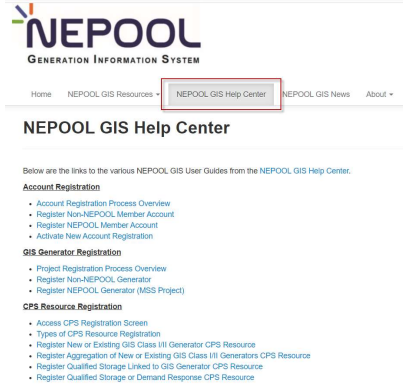 NEPOOL
GENERATION INFORMATION SYSTEM
Home NEPOOL GIS Resources NEPOOL GIS Help Center NEPOOL GIS News About
NEPOOL GIS Help Center
Below are the links to the various NEPOOL GIS User Guides from the NEPOOL GIS Help Center.
Account Registration
• Account Registration Process Overview
• Register Non-NEPOOL Member Account
• Register NEPOOL Member Account
• Activate New Account Registration
GIS Generator Registration
• Project Registration Process Overview
• Register Non-NEPOOL Generator
• Register NEPOOL Generator (MSS Project)
CPS Resource Registration
• Access CPS Registration Screen
• Types of CPS Resource Registration
• Register New or Existing GIS Class I/II Generator CPS Resource
• Register Aggregation of New or Existing GIS Class I/II Generators CPS Resource
• Register Qualified Storage Linked to GIS Generator CPS Resource
• Register Qualified Storage or Demand Response CPS Resource